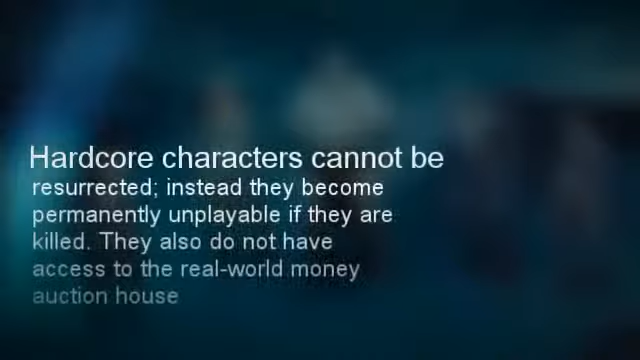 Hardcore characters cannot be
resurrected; instead they become
permanently unplayable if they are
killed. They also do not have
access to the real-world money
auction house